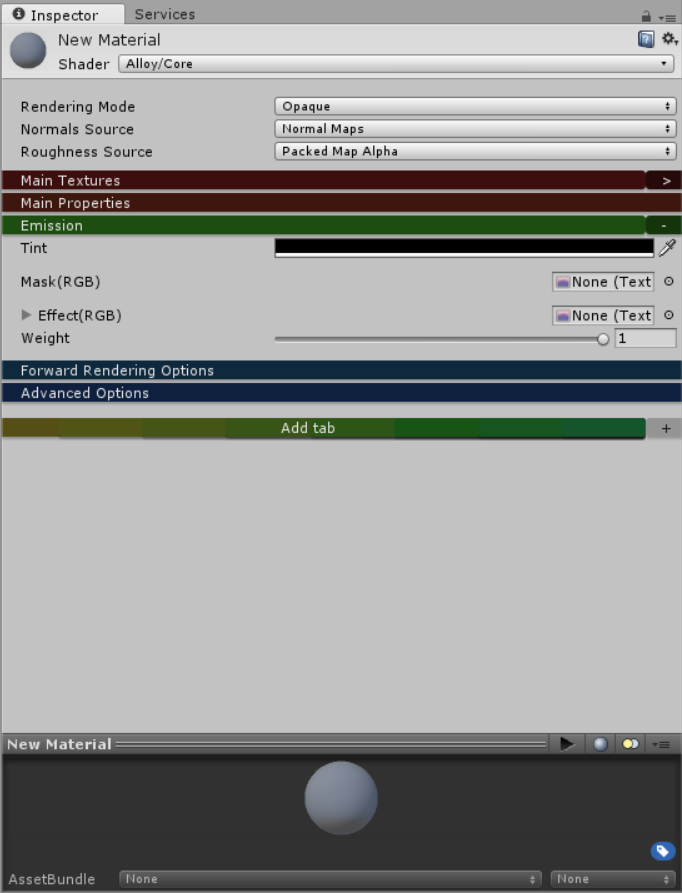 Inspector Services
New Material
Shader Alloy/Core
Rendering Mode Opaque
Normals Source Normal Maps
Roughness Source Packed Map Alpha
Main Textures >
Main Properties
Emission -
Tint
Mask(RGB) None (Text
Effect(RGB) None (Text
Weight 1
Forward Rendering Options
Advanced Options
Add tab +
New Material
AssetBundle None None